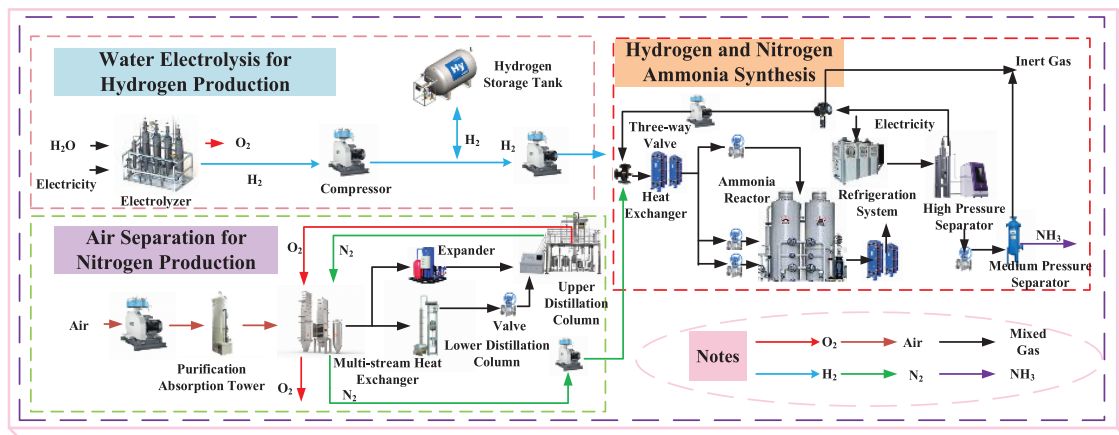 Water Electrolysis for
Hydrogen Production
Hy
Hydrogen
Storage Tank
H2O
Electricity
Electrolyzer
O2
H2
Compressor
H2
H2
Air Separation for
Nitrogen Production
O2
N2
Expander
Air
Purification
Absorption Tower
O2
Multi-stream Heat
Exchanger
N2
Valve
Lower Distillation
Column
Upper
Distillation
Column
Hydrogen and Nitrogen
Ammonia Synthesis
Inert Gas
Three-way
Valve
Heat
Exchanger
Ammonia
Reactor
Electricity
Refrigeration
System
High Pressure
Separator
NH3
Medium Pressure
Separator
Notes
O2
Air
Mixed
Gas
H2
N2
NH3